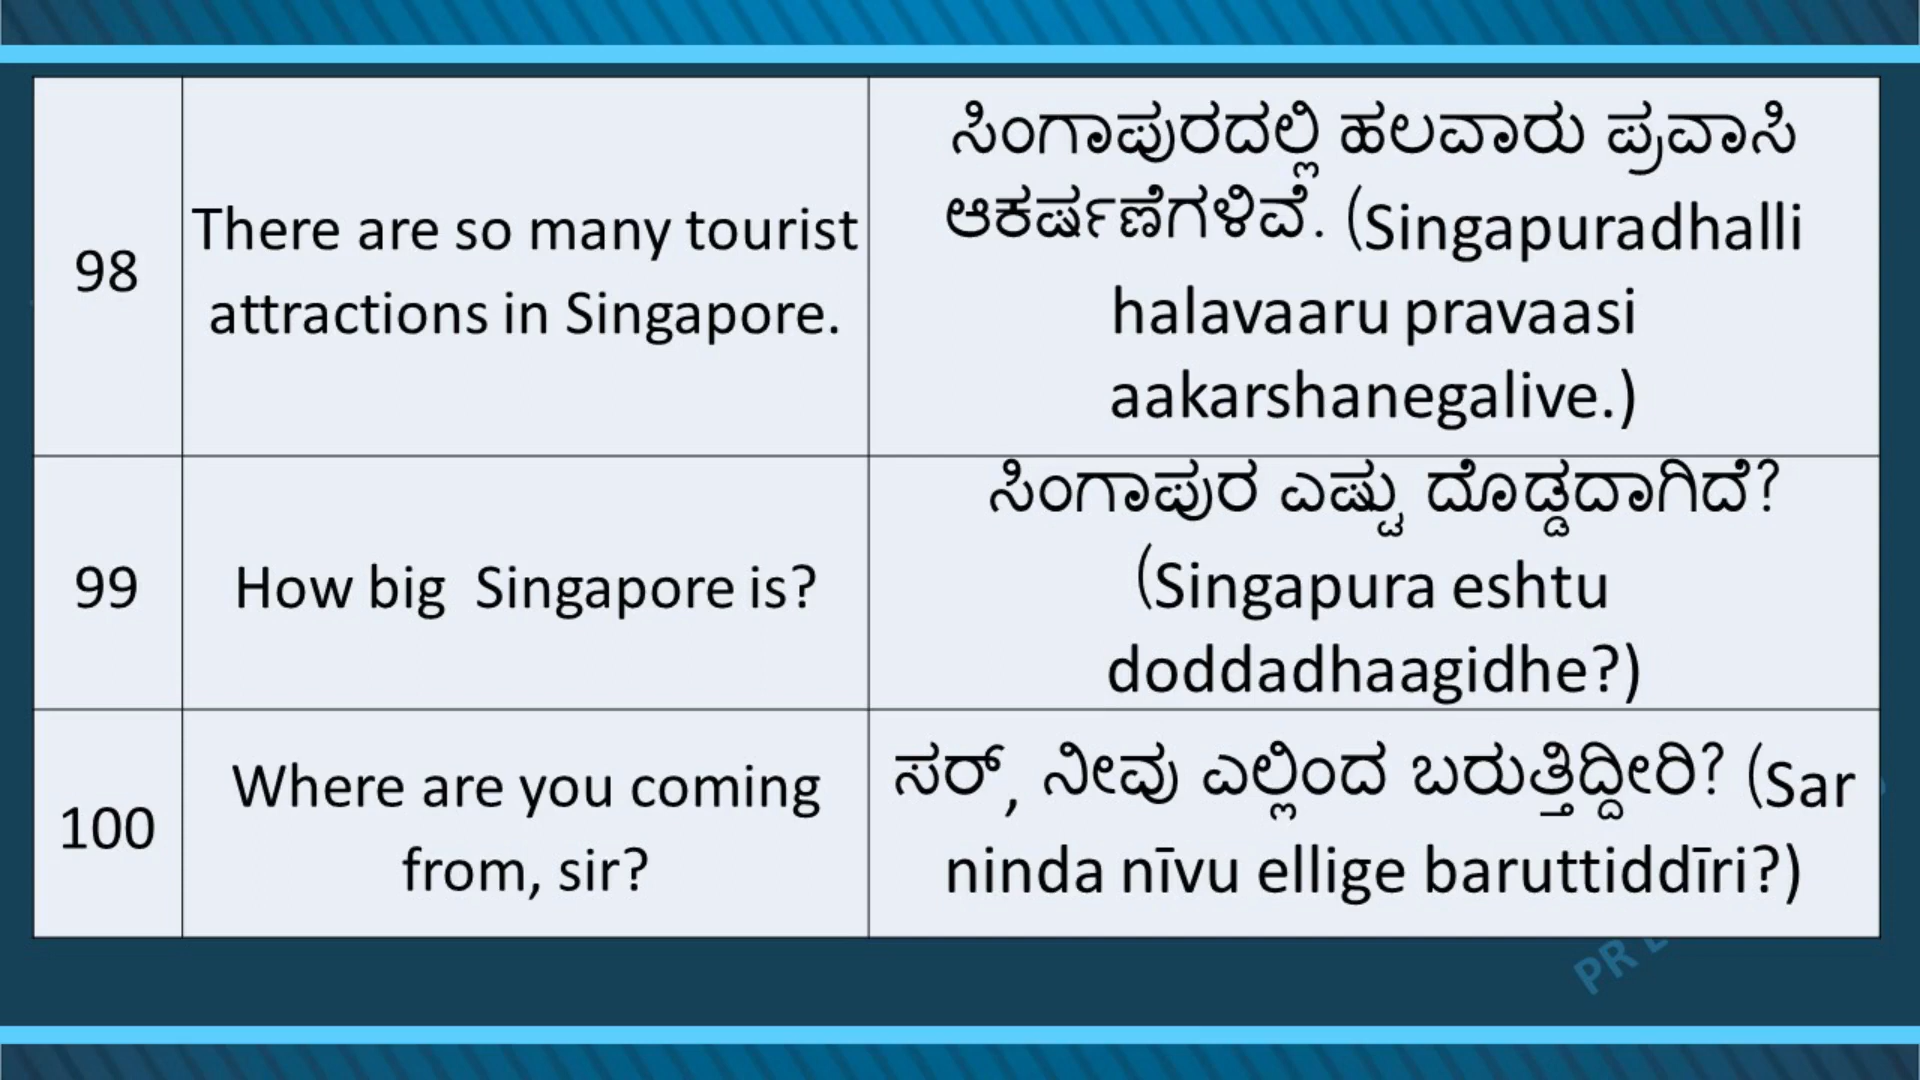 98
There are so many tourist
attractions in Singapore.
ಸಿಂಗಾಪುರದಲ್ಲಿ ಹಲವಾರು ಪ್ರವಾಸಿ
ಆಕರ್ಷಣೆಗಳಿವೆ. (Singapuradhalli
halavaaru pravaasi
aakarshanegalive.)
99
How big  Singapore is?
ಸಿಂಗಾಪುರ ಎಷ್ಟು ದೊಡ್ಡದಾಗಿದೆ?
(Singapura eshtu
doddadhaagidhe?)
100
Where are you coming
from, sir?
ಸರ್, ನೀವು ಎಲ್ಲಿಂದ ಬರುತ್ತಿದ್ದೀರಿ? (Sar
ninda nīvu ellige baruttiddīri?)
PR